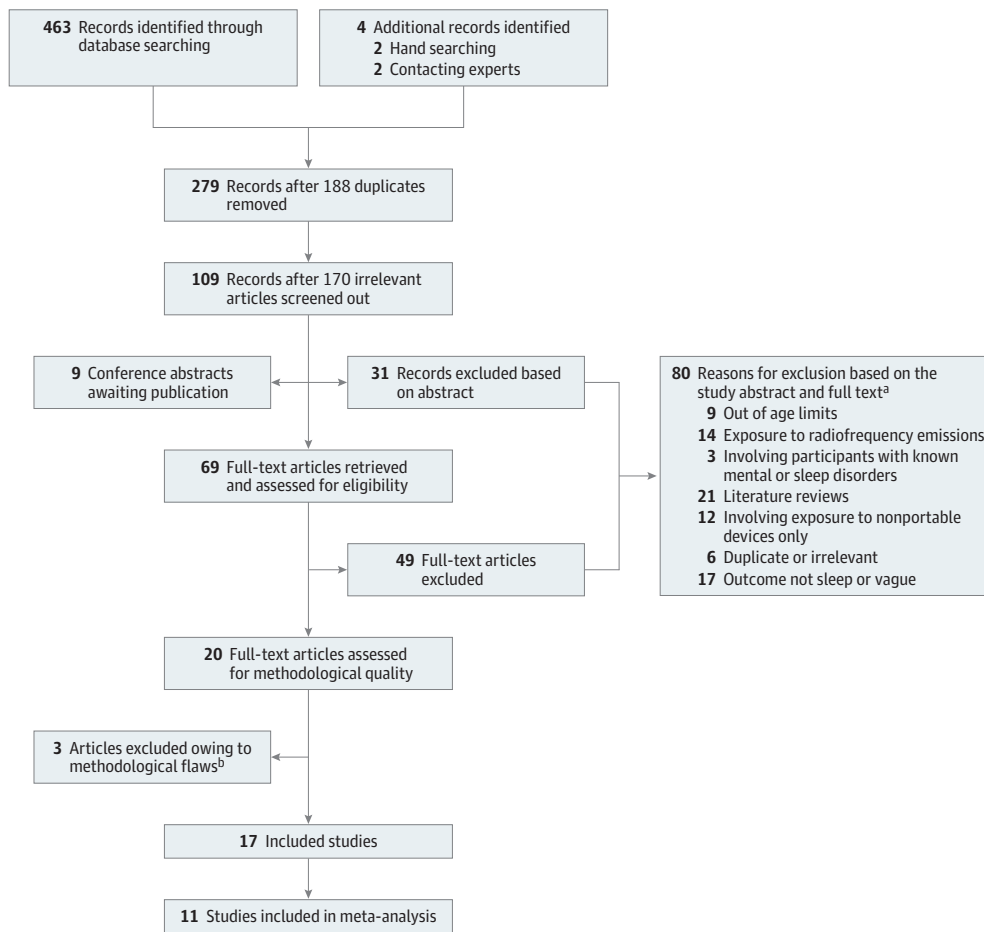 463 Records identified through
database searching
4 Additional records identified
2 Hand searching
2 Contacting experts
279 Records after 188 duplicates
removed
109 Records after 170 irrelevant
articles screened out
9 Conference abstracts
awaiting publication
31 Records excluded based
on abstract
80 Reasons for exclusion based on the
study abstract and full textª
9 Out of age limits
14 Exposure to radiofrequency emissions
3 Involving participants with known
mental or sleep disorders
21 Literature reviews
12 Involving exposure to nonportable
devices only
6 Duplicate or irrelevant
17 Outcome not sleep or vague
69 Full-text articles retrieved
and assessed for eligibility
49 Full-text articles
excluded
20 Full-text articles assessed
for methodological quality
3 Articles excluded owing to
methodological flawsᵇ
17 Included studies
11 Studies included in meta-analysis